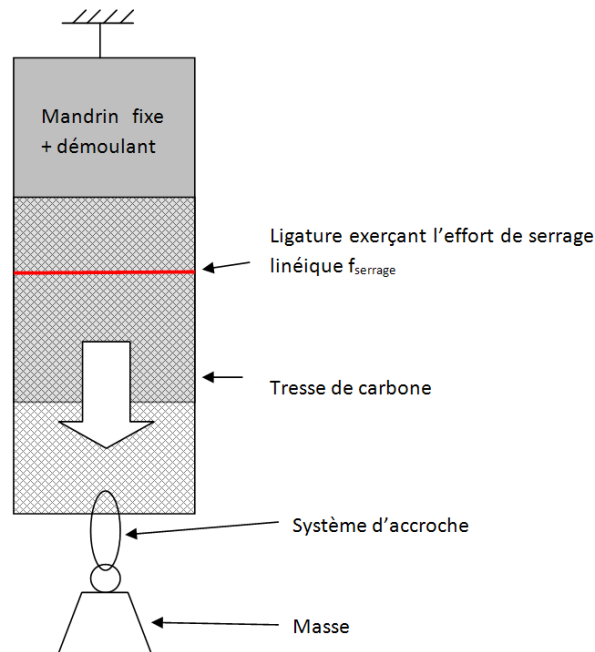 Mandrin fixe
+ démoulant
Ligature exerçant l'effort de serrage
linéique fserrage
Tresse de carbone
Système d'accroche
Masse